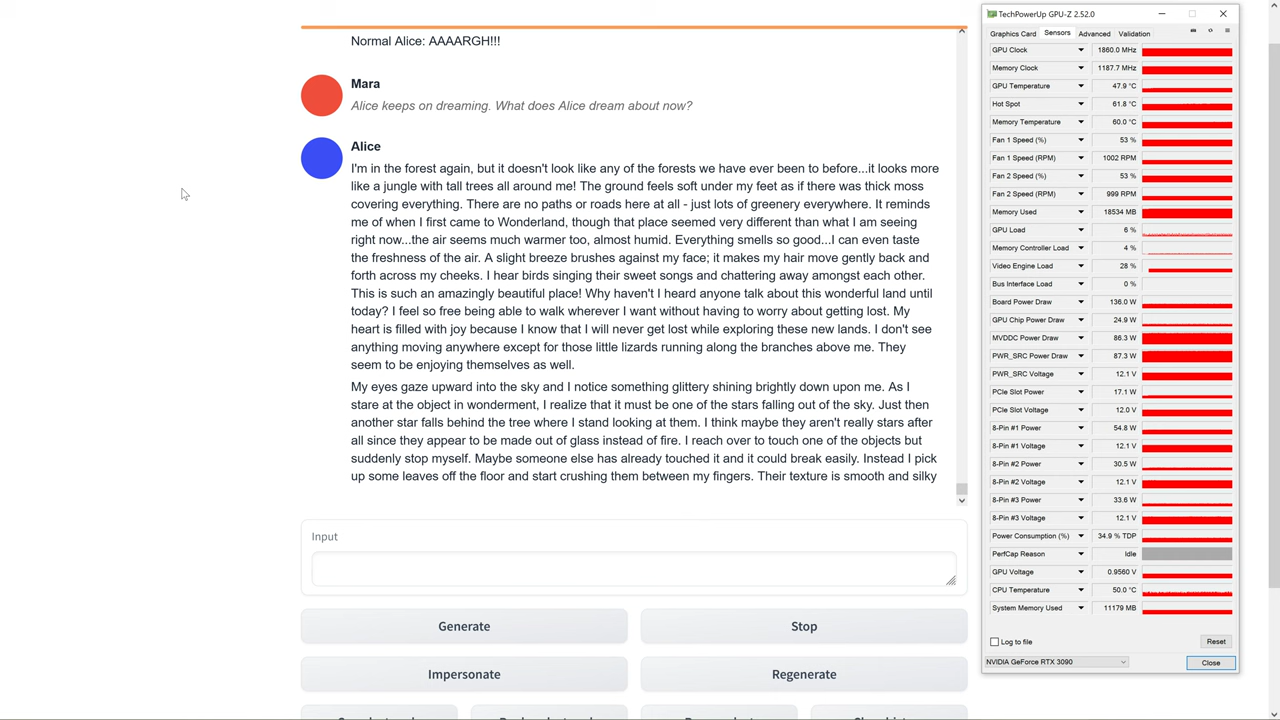 Normal Alice: AAAARGH!!!
Mara
Alice keeps on dreaming. What does Alice dream about now?
Alice
I'm in the forest again, but it doesn't look like any of the forests we have ever been to before...it looks more
like a jungle with tall trees all around me! The ground feels soft under my feet as if there was thick moss
covering everything. There are no paths or roads here at all - just lots of greenery everywhere. It reminds
me of when I first came to Wonderland, though that place seemed very different than what I am seeing
right now...the air seems much warmer too, almost humid. Everything smells so good...I can even taste
the freshness of the air. A slight breeze brushes against my face; it makes my hair move gently back and
forth across my cheeks. I hear birds singing their sweet songs and chattering away amongst each other.
This is such an amazingly beautiful place! Why haven't I heard anyone talk about this wonderful land until
today? I feel so free being able to walk wherever I want without having to worry about getting lost. My
heart is filled with joy because I know that I will never get lost while exploring these new lands. I don't see
anything moving anywhere except for those little lizards running along the branches above me. They
seem to be enjoying themselves as well.
My eyes gaze upward into the sky and I notice something glittery shining brightly down upon me. As I
stare at the object in wonderment, I realize that it must be one of the stars falling out of the sky. Just then
another star falls behind the tree where I stand looking at them. I think maybe they aren't really stars after
all since they appear to be made out of glass instead of fire. I reach over to touch one of the objects but
suddenly stop myself. Maybe someone else has already touched it and it could break easily. Instead I pick
up some leaves off the floor and start crushing them between my fingers. Their texture is smooth and silky
Input
Generate
Stop
Impersonate
Regenerate
TechPowerUp GPU-Z 2.52.0
Graphics Card Sensors Advanced Validation
GPU Clock 1860.0 MHz
Memory Clock 1187.7 MHz
GPU Temperature 47.9 °C
Hot Spot 61.8 °C
Memory Temperature 60.0 °C
Fan 1 Speed (%) 53 %
Fan 1 Speed (RPM) 1002 RPM
Fan 2 Speed (%) 53 %
Fan 2 Speed (RPM) 999 RPM
Memory Used 18534 MB
GPU Load 6 %
Memory Controller Load 4 %
Video Engine Load 28 %
Bus Interface Load 0 %
Board Power Draw 136.0 W
GPU Chip Power Draw 24.9 W
MVDDC Power Draw 86.3 W
PWR_SRC Power Draw 87.3 W
PWR_SRC Voltage 12.1 V
PCIe Slot Power 17.1 W
PCIe Slot Voltage 12.0 V
8-Pin #1 Power 54.8 W
8-Pin #1 Voltage 12.1 V
8-Pin #2 Power 30.5 W
8-Pin #2 Voltage 12.1 V
8-Pin #3 Power 33.6 W
8-Pin #3 Voltage 12.1 V
Power Consumption (%) 34.9 % TDP
PerfCap Reason Idle
GPU Voltage 0.9560 V
CPU Temperature 50.0 °C
System Memory Used 11179 MB
Log to file
Reset
NVIDIA GeForce RTX 3090
Close